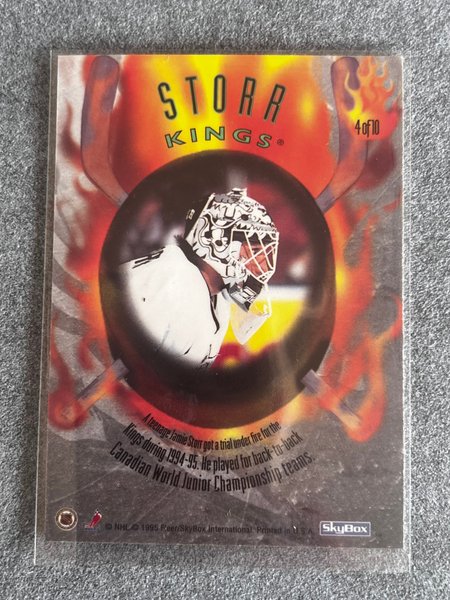 STORR
KINGS®
4 of 10
A teenage Jamie Storr got a trial under fire for the
Kings during 1994-95. He played for back-to-back
Canadian World Junior Championship teams.
© NHL © 1995 Fleer/SkyBox International. Printed in U.S.A.
SkyBox